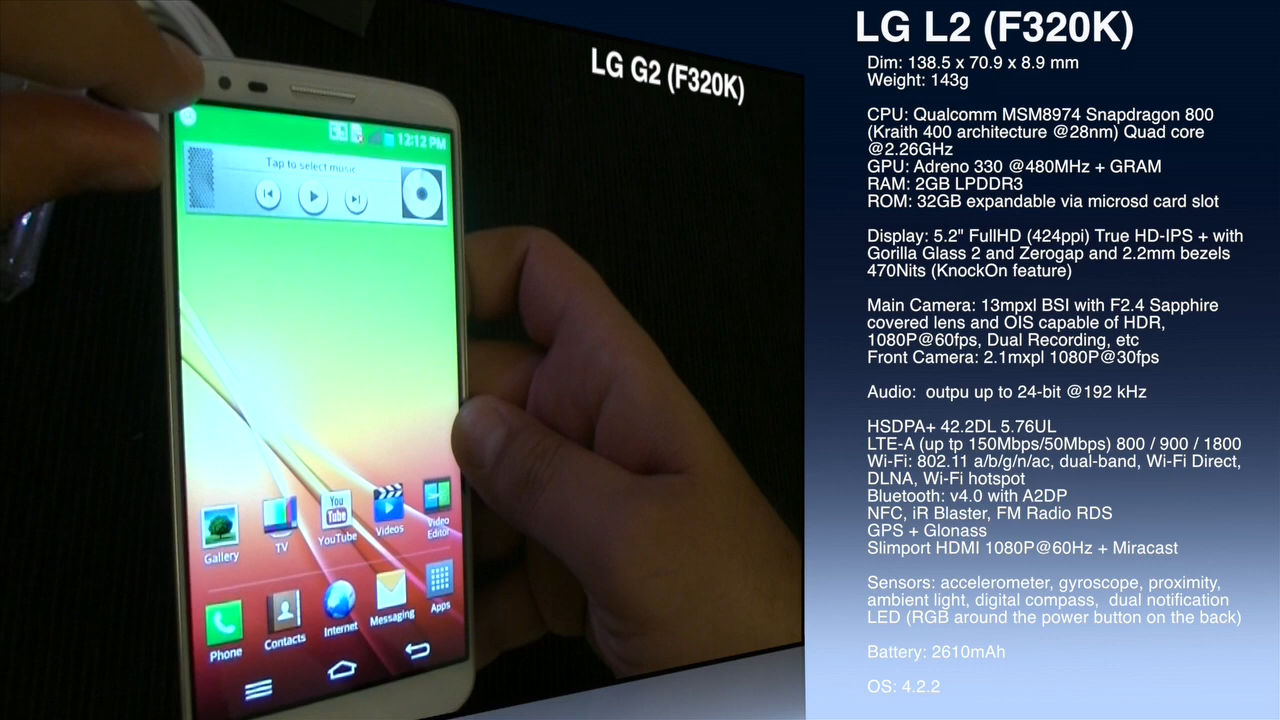 LG G2 (F320K)
12:12 PM
Tap to select music
Gallery
TV
You
Tube
YouTube
Videos
Video
Editor
Phone
Contacts
Internet
Messaging
Apps
LG L2 (F320K)
Dim: 138.5 x 70.9 x 8.9 mm
Weight: 143g
CPU: Qualcomm MSM8974 Snapdragon 800
(Kraith 400 architecture @28nm) Quad core
@2.26GHz
GPU: Adreno 330 @480MHz + GRAM
RAM: 2GB LPDDR3
ROM: 32GB expandable via microsd card slot
Display: 5.2" FullHD (424ppi) True HD-IPS + with
Gorilla Glass 2 and Zerogap and 2.2mm bezels
470Nits (KnockOn feature)
Main Camera: 13mpxl BSI with F2.4 Sapphire
covered lens and OIS capable of HDR,
1080P@60fps, Dual Recording, etc
Front Camera: 2.1mxpl 1080P@30fps
Audio:  outpu up to 24-bit @192 kHz
HSDPA+ 42.2DL 5.76UL
LTE-A (up tp 150Mbps/50Mbps) 800 / 900 / 1800
Wi-Fi: 802.11 a/b/g/n/ac, dual-band, Wi-Fi Direct,
DLNA, Wi-Fi hotspot
Bluetooth: v4.0 with A2DP
NFC, iR Blaster, FM Radio RDS
GPS + Glonass
Slimport HDMI 1080P@60Hz + Miracast
Sensors: accelerometer, gyroscope, proximity,
ambient light, digital compass,  dual notification
LED (RGB around the power button on the back)
Battery: 2610mAh
OS: 4.2.2